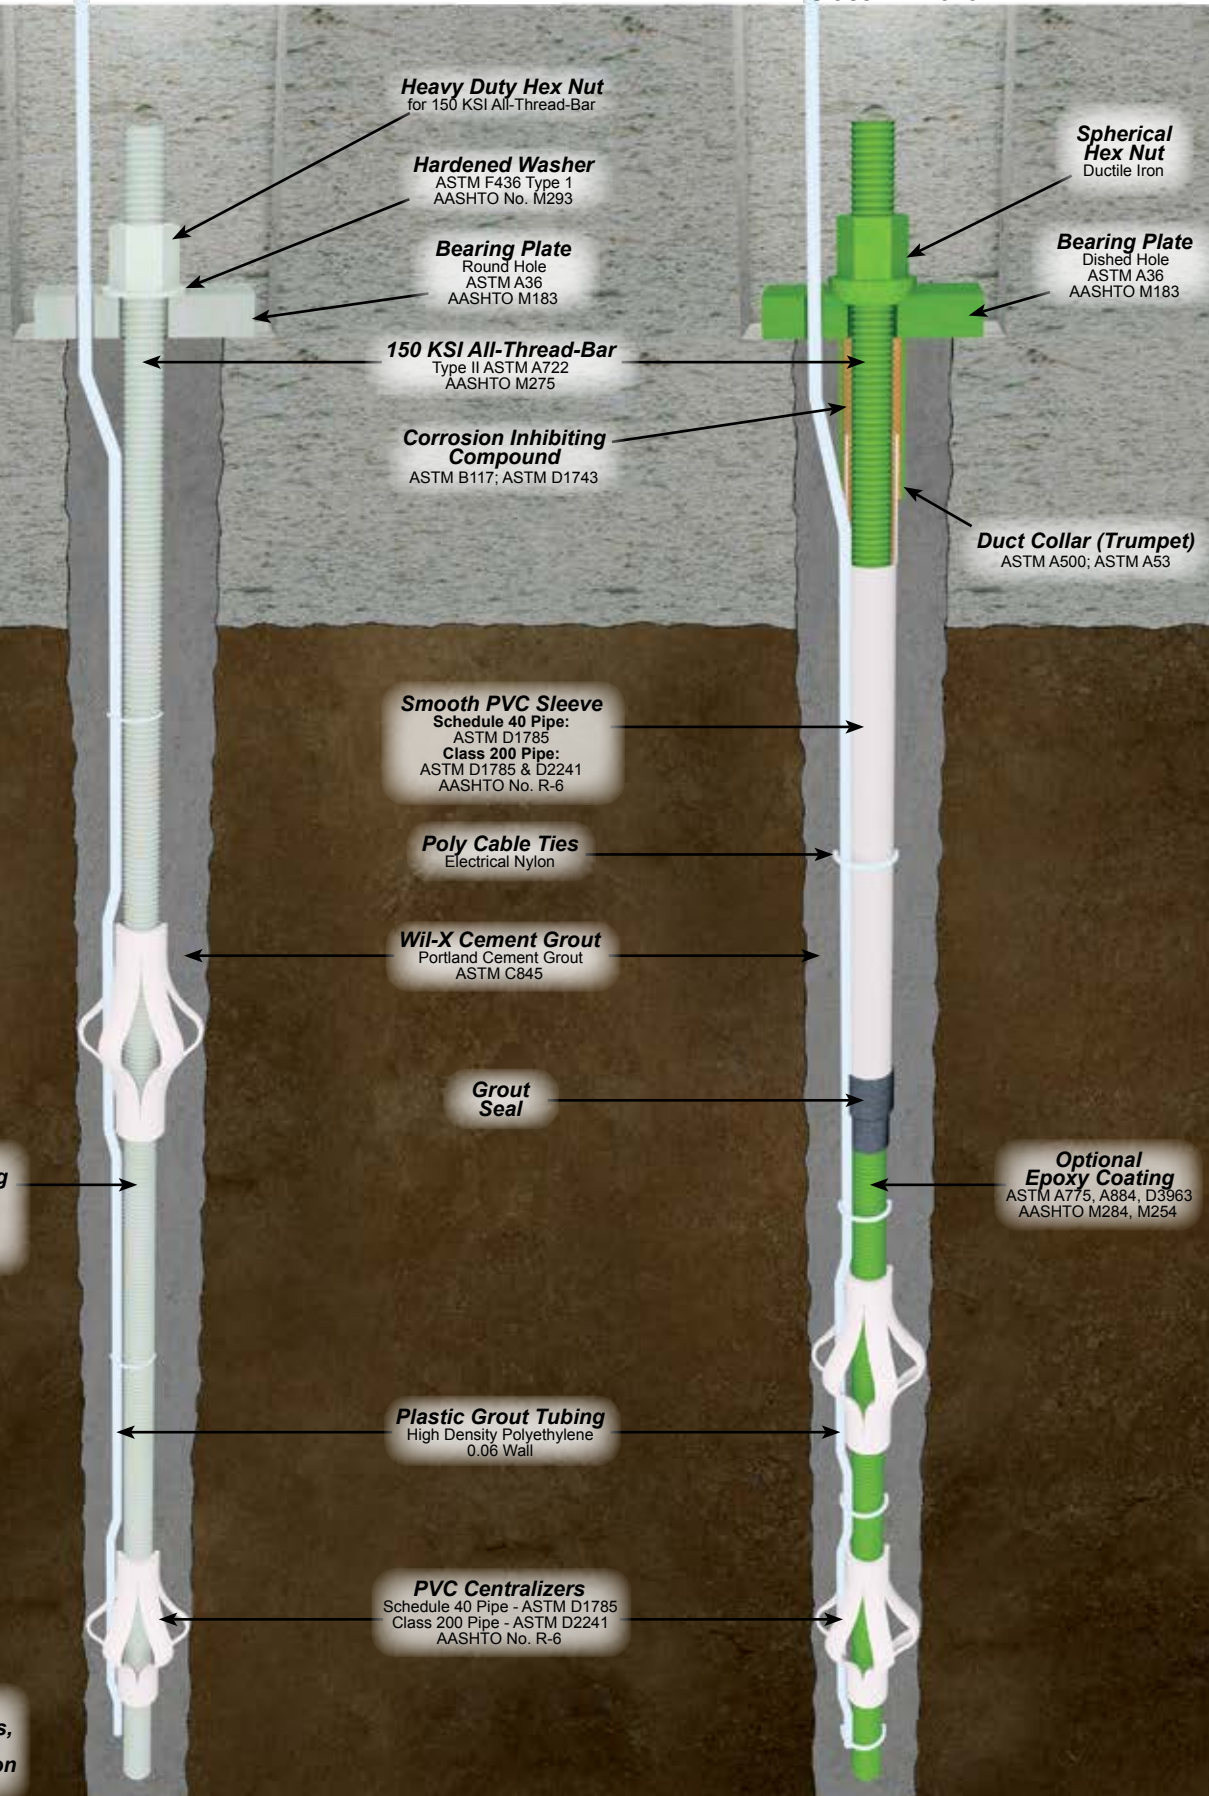 Heavy Duty Hex Nut
for 150 KSI All-Thread-Bar
Hardened Washer
ASTM F436 Type 1
AASHTO No. M293
Bearing Plate
Round Hole
ASTM A36
AASHTO M183
Spherical
Hex Nut
Ductile Iron
Bearing Plate
Dished Hole
ASTM A36
AASHTO M183
150 KSI All-Thread-Bar
Type II ASTM A722
AASHTO M275
Corrosion Inhibiting
Compound
ASTM B117; ASTM D1743
Duct Collar (Trumpet)
ASTM A500; ASTM A53
Smooth PVC Sleeve
Schedule 40 Pipe:
ASTM D1785
Class 200 Pipe:
ASTM D1785 & D2241
AASHTO No. R-6
Poly Cable Ties
Electrical Nylon
Wil-X Cement Grout
Portland Cement Grout
ASTM C845
Grout
Seal
g
Optional
Epoxy Coating
ASTM A775, A884, D3963
AASHTO M284, M254
Plastic Grout Tubing
High Density Polyethylene
0.06 Wall
PVC Centralizers
Schedule 40 Pipe - ASTM D1785
Class 200 Pipe - ASTM D2241
AASHTO No. R-6
s,
on